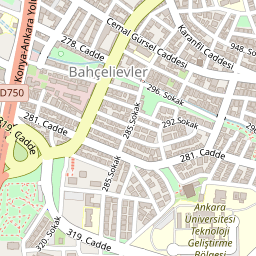 Konya-Ankara Yolu
Cemal Gürsel Caddesi
Karanfil Caddesi
278. Cadde
948. Sok
Bahçelievler
D750
296. Sokak
281. Cadde
285. Sokak
292. Sokak
319. Cadde
281. Cadde
285. Sokak
Ankara
Üniversitesi
Teknoloji
Geliştirme
Bölgesi
320. Sokak
319. Cadde